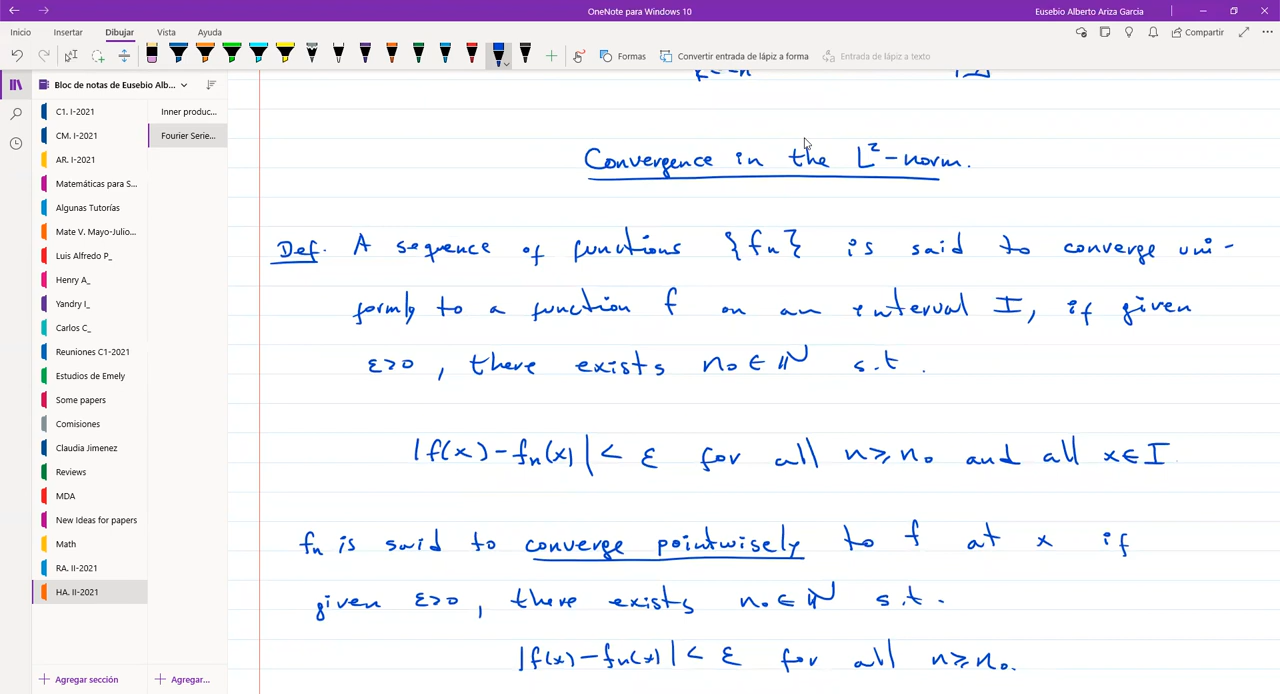 OneNote para Windows 10
Eusebio Alberto Ariza Garcia
Inicio Insertar Dibujar Vista Ayuda
Compartir
Formas Convertir entrada de lápiz a forma Entrada de lápiz a texto
Bloc de notas de Eusebio Alb...
C1. I-2021
CM. I-2021
AR. I-2021
Matemáticas para S...
Algunas Tutorías
Mate V. Mayo-Julio...
Luis Alfredo P_
Henry A_
Yandry I_
Carlos C_
Reuniones C1-2021
Estudios de Emely
Some papers
Comisiones
Claudia Jimenez
Reviews
MDA
New Ideas for papers
Math
RA. II-2021
HA. II-2021
Agregar sección
Inner produc...
Fourier Serie...
Agregar...
Convergence in the L²-norm.
Def. A sequence of functions {fn} is said to converge uni-
formly to a function f on an interval I, if given
ε>0, there exists n₀∈ℕ s.t.
|f(x)-fn(x)|< ε for all n≥n₀ and all x∈I.
fn is said to converge pointwisely to f at x if
given ε>0, there exists n₀∈ℕ s.t.
|f(x)-fn(x)|< ε for all n≥n₀.